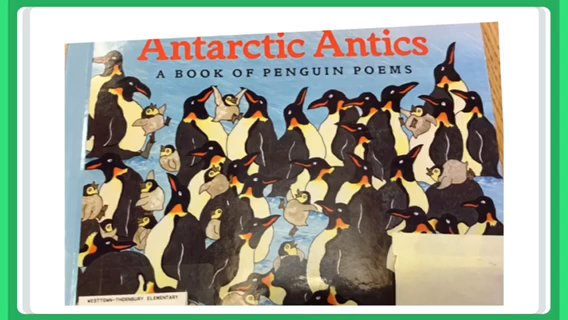 Antarctic Antics
A BOOK OF PENGUIN POEMS
WESTTOWN-THORNBURY ELEMENTARY